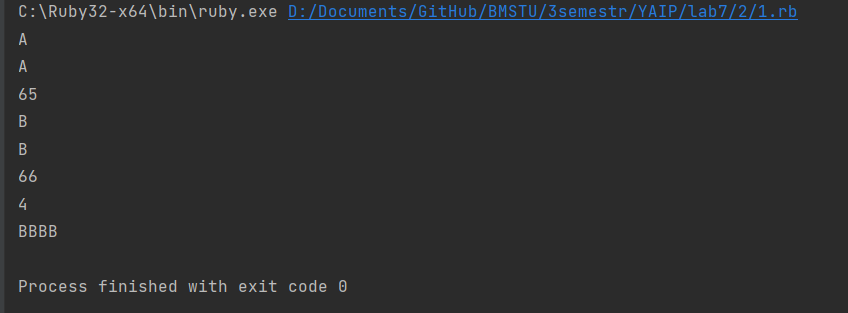 C:\Ruby32-x64\bin\ruby.exe D:/Documents/GitHub/BMSTU/3semestr/YAIP/lab7/2/1.rb
A
A
65
B
B
66
4
BBBB
Process finished with exit code 0